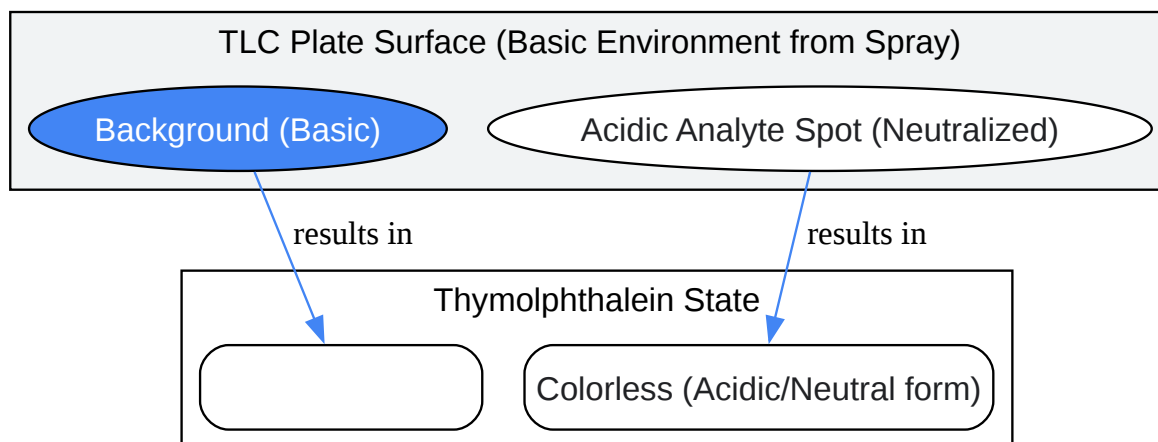 TLC Plate Surface (Basic Environment from Spray)
Background (Basic)
Acidic Analyte Spot (Neutralized)
results in
results in
Thymolphthalein State
Colorless (Acidic/Neutral form)